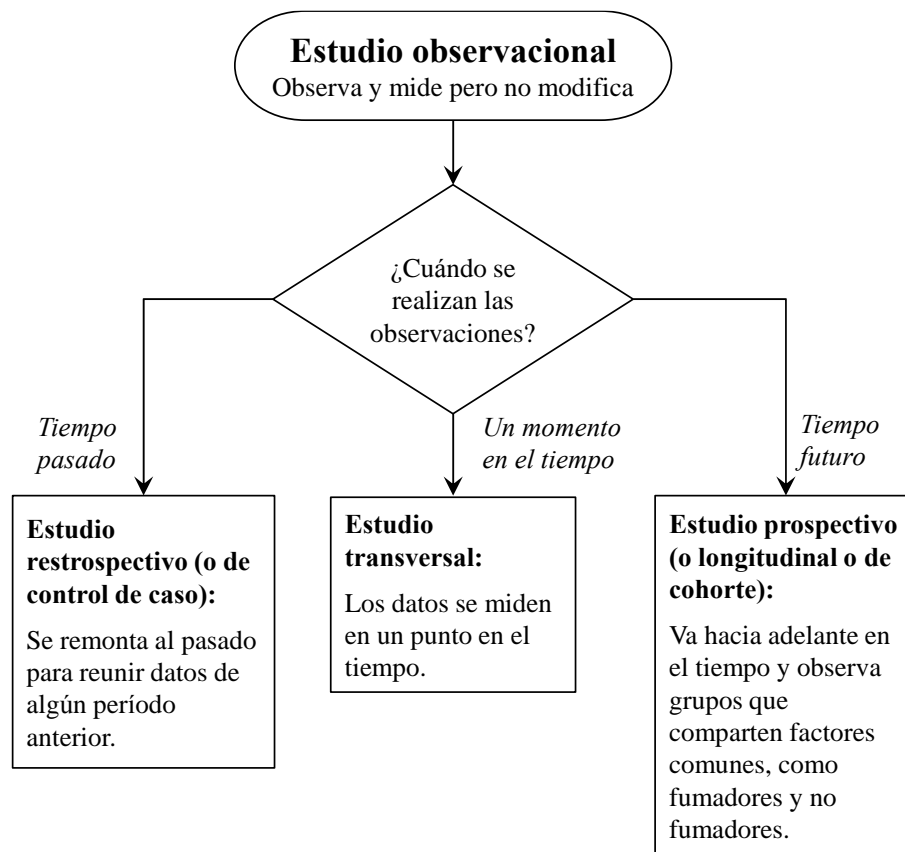 Estudio observacional
Observa y mide pero no modifica
¿Cuándo se
realizan las
observaciones?
Tiempo
pasado
Un momento
en el tiempo
Tiempo
futuro
Estudio
restrospectivo (o de
control de caso):
Se remonta al pasado
para reunir datos de
algún período
anterior.
Estudio
transversal:
Los datos se miden
en un punto en el
tiempo.
Estudio prospectivo
(o longitudinal o de
cohorte):
Va hacia adelante en
el tiempo y observa
grupos que
comparten factores
comunes, como
fumadores y no
fumadores.